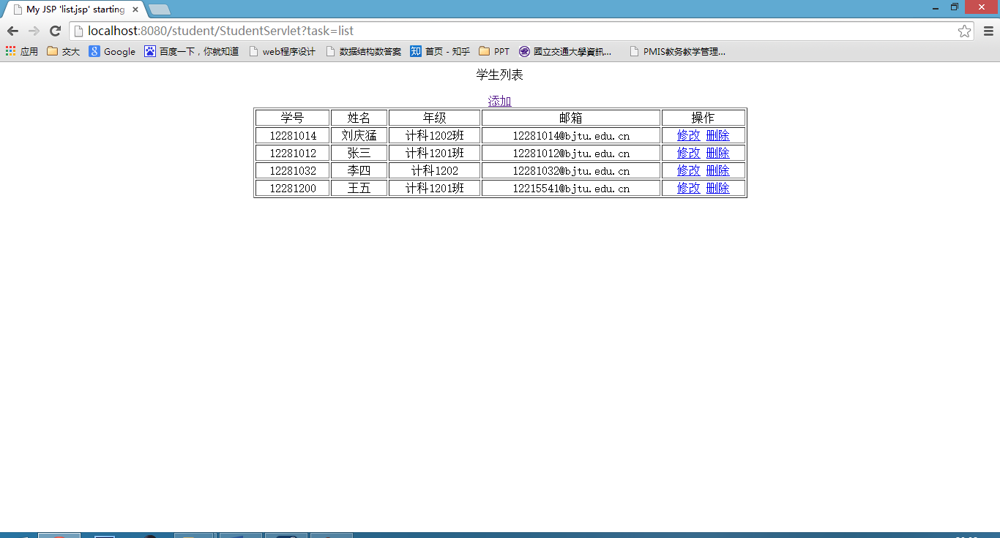 My JSP 'list.jsp' starting
localhost:8080/student/StudentServlet?task=list
应用 交大 Google 百度一下，你就知道 web程序设计 数据结构数答案 首页 - 知乎 PPT 國立交通大學資訊... PMIS教务教学管理...
学生列表
添加
学号 姓名 年级 邮箱 操作
12281014 刘庆猛 计科1202班 12281014@bjtu.edu.cn 修改 删除
12281012 张三 计科1201班 12281012@bjtu.edu.cn 修改 删除
12281032 李四 计科1202 12281032@bjtu.edu.cn 修改 删除
12281200 王五 计科1201班 12215541@bjtu.edu.cn 修改 删除